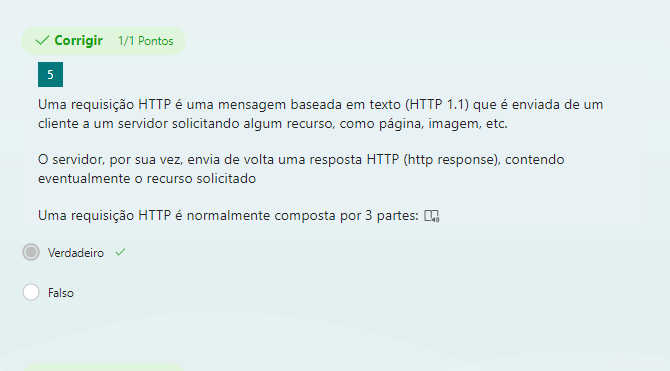 Corrigir 1/1 Pontos
5
Uma requisição HTTP é uma mensagem baseada em texto (HTTP 1.1) que é enviada de um
cliente a um servidor solicitando algum recurso, como página, imagem, etc.
O servidor, por sua vez, envia de volta uma resposta HTTP (http response), contendo
eventualmente o recurso solicitado
Uma requisição HTTP é normalmente composta por 3 partes:
Verdadeiro
Falso